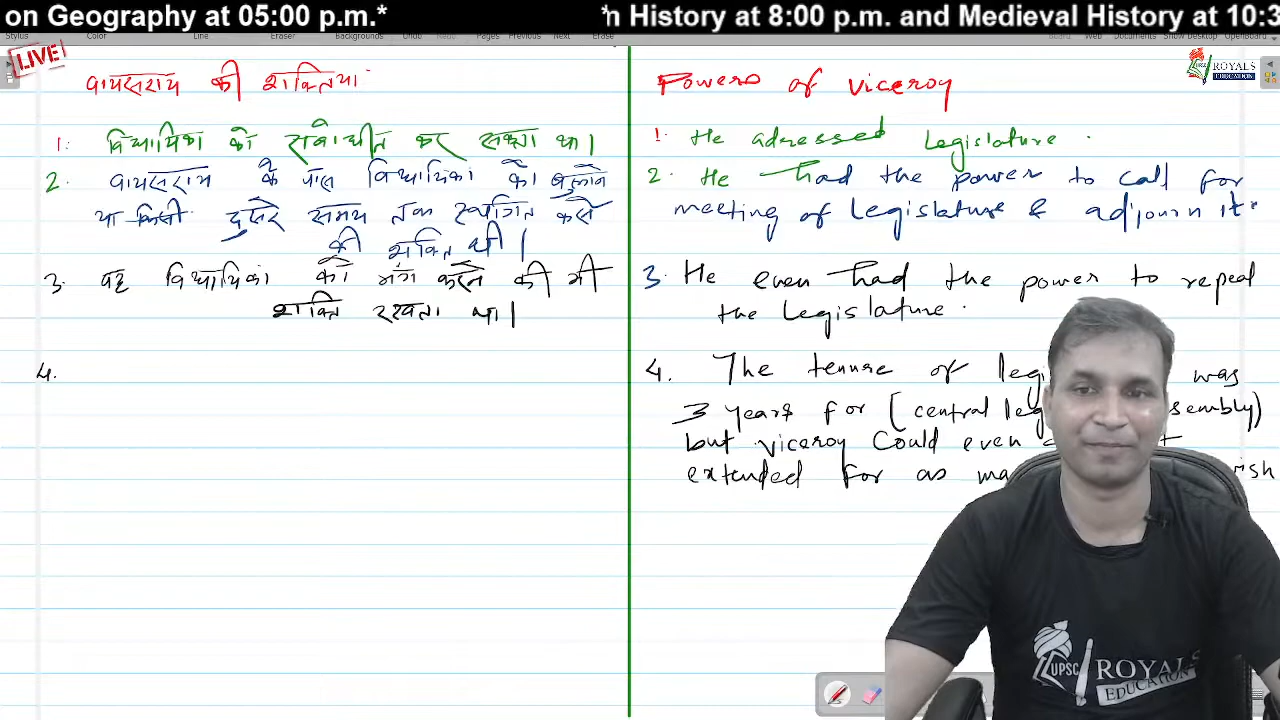 on Geography at 05:00 p.m.*
*h History at 8:00 p.m. and Medieval History at 10:3
LIVE
ROYALS
EDUCATION
वायसराय की शक्तियां
1. विधायिका को संबोधीत कर सकता था।
2. वायसराय के पास विधायिका को बुलाने
या किसी दुसरे समय तक स्थगित करने
की शक्ति थी।
3. वह विधायिका को भंग करने की भी
शक्ति रखता था।
4.
Powers of viceroy
1. He adressed Legislature.
2. He had the power to call for
meeting of Legislature & adjourn it.
3. He even had the power to repeal
the Legislature.
4. The tenure of was
3 years for (central
but viceroy could even
extended for as
UPSC ROYALS
EDUCATION